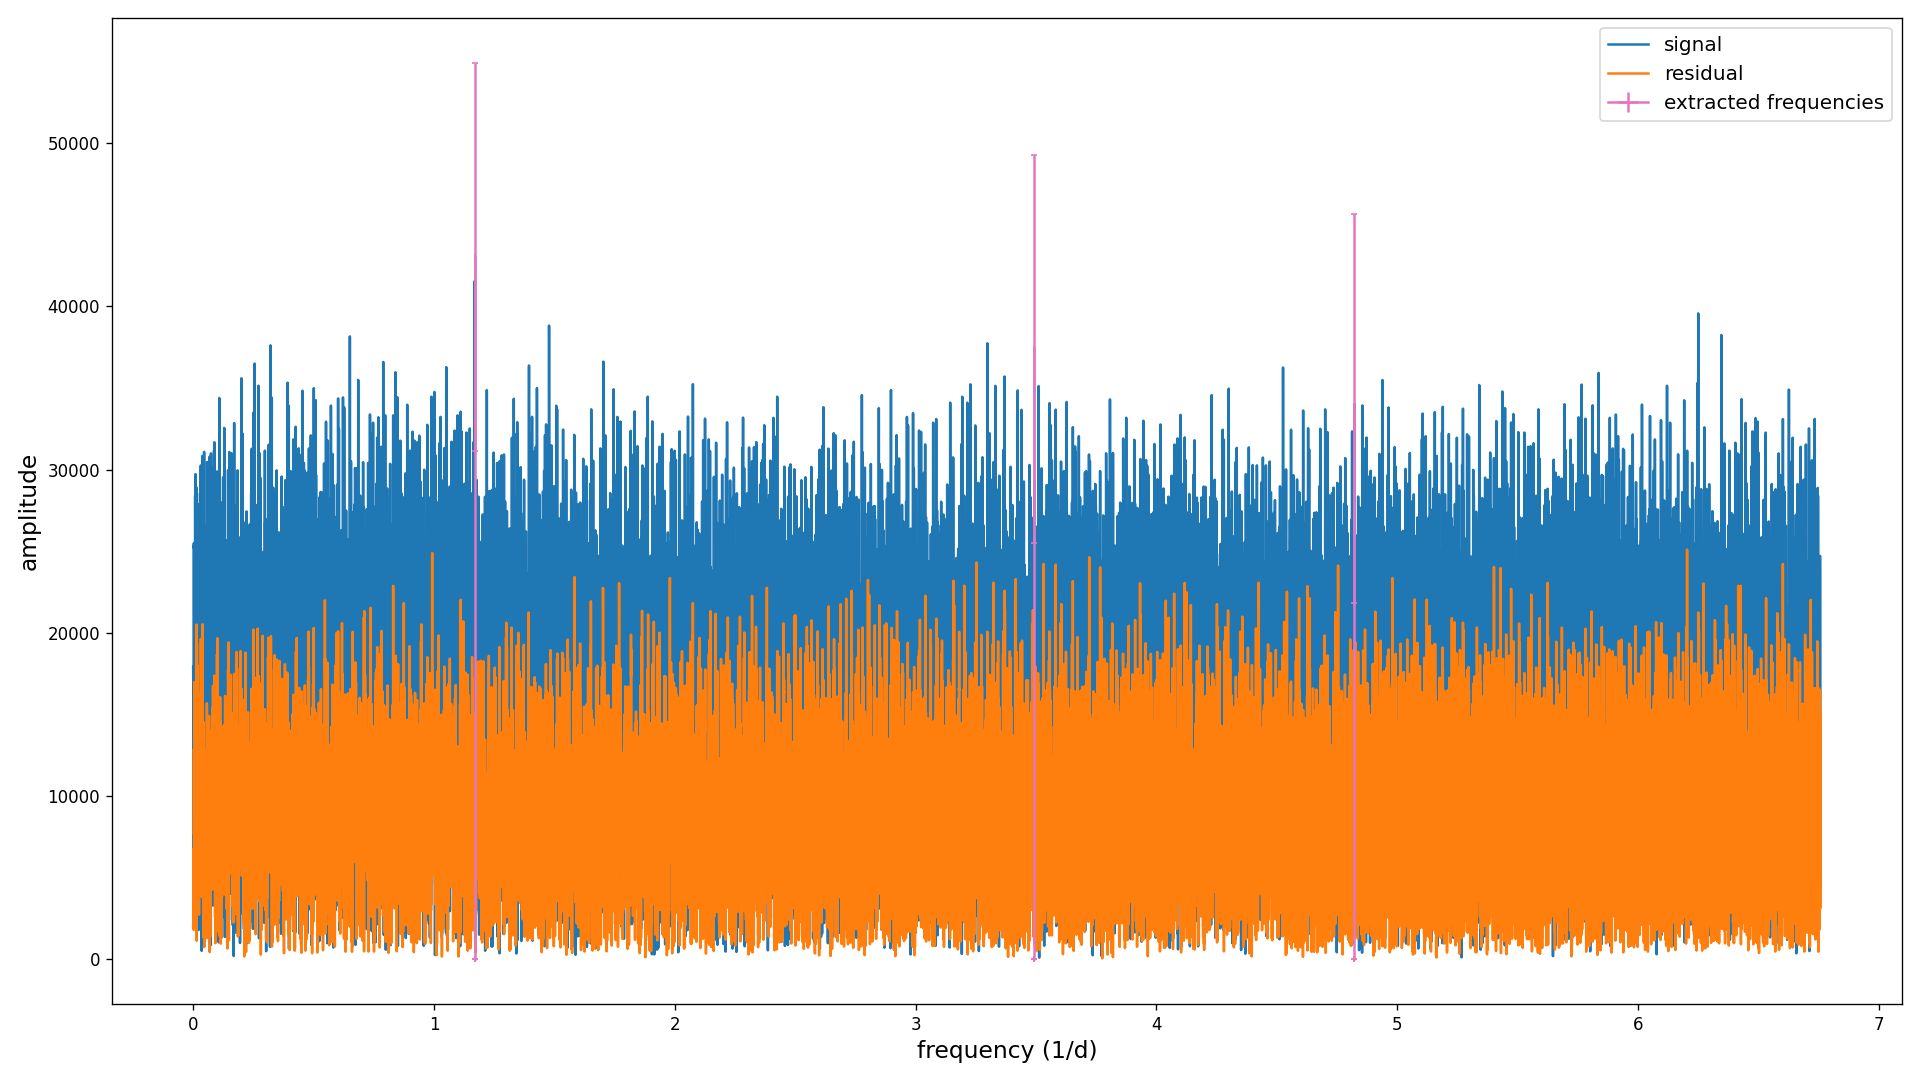 signal
residual
extracted frequencies
amplitude
50000
40000
30000
20000
10000
0
0 1 2 3 4 5 6 7
frequency (1/d)